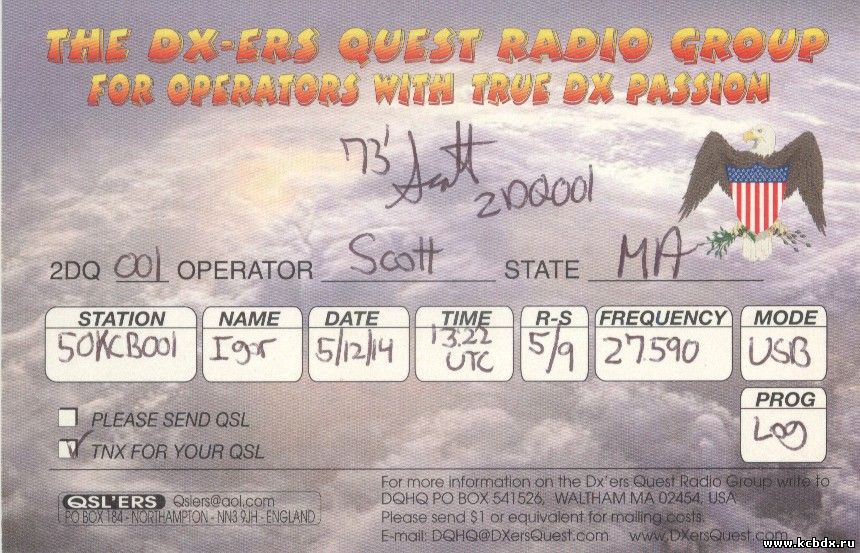 THE DX-ERS QUEST RADIO GROUP
FOR OPERATORS WITH TRUE DX PASSION
73' Scott
2DQ001
2DQ 001 OPERATOR Scott STATE MA
STATION NAME DATE TIME R-S FREQUENCY MODE
50KCB001 Igor 5/12/14 13:22 UTC 5/9 27.590 USB
PROG
Log
PLEASE SEND QSL
TNX FOR YOUR QSL
QSL'ERS Qslers@aol.com
PO BOX 184 - NORTHAMPTON - NN3 9JH - ENGLAND
For more information on the Dx'ers Quest Radio Group write to
DQHQ PO BOX 541526, WALTHAM MA 02454, USA
Please send $1 or equivalent for mailing costs.
E-mail: DQHQ@DXersQuest.com www.DXersQuest.com
www.kcbdx.ru